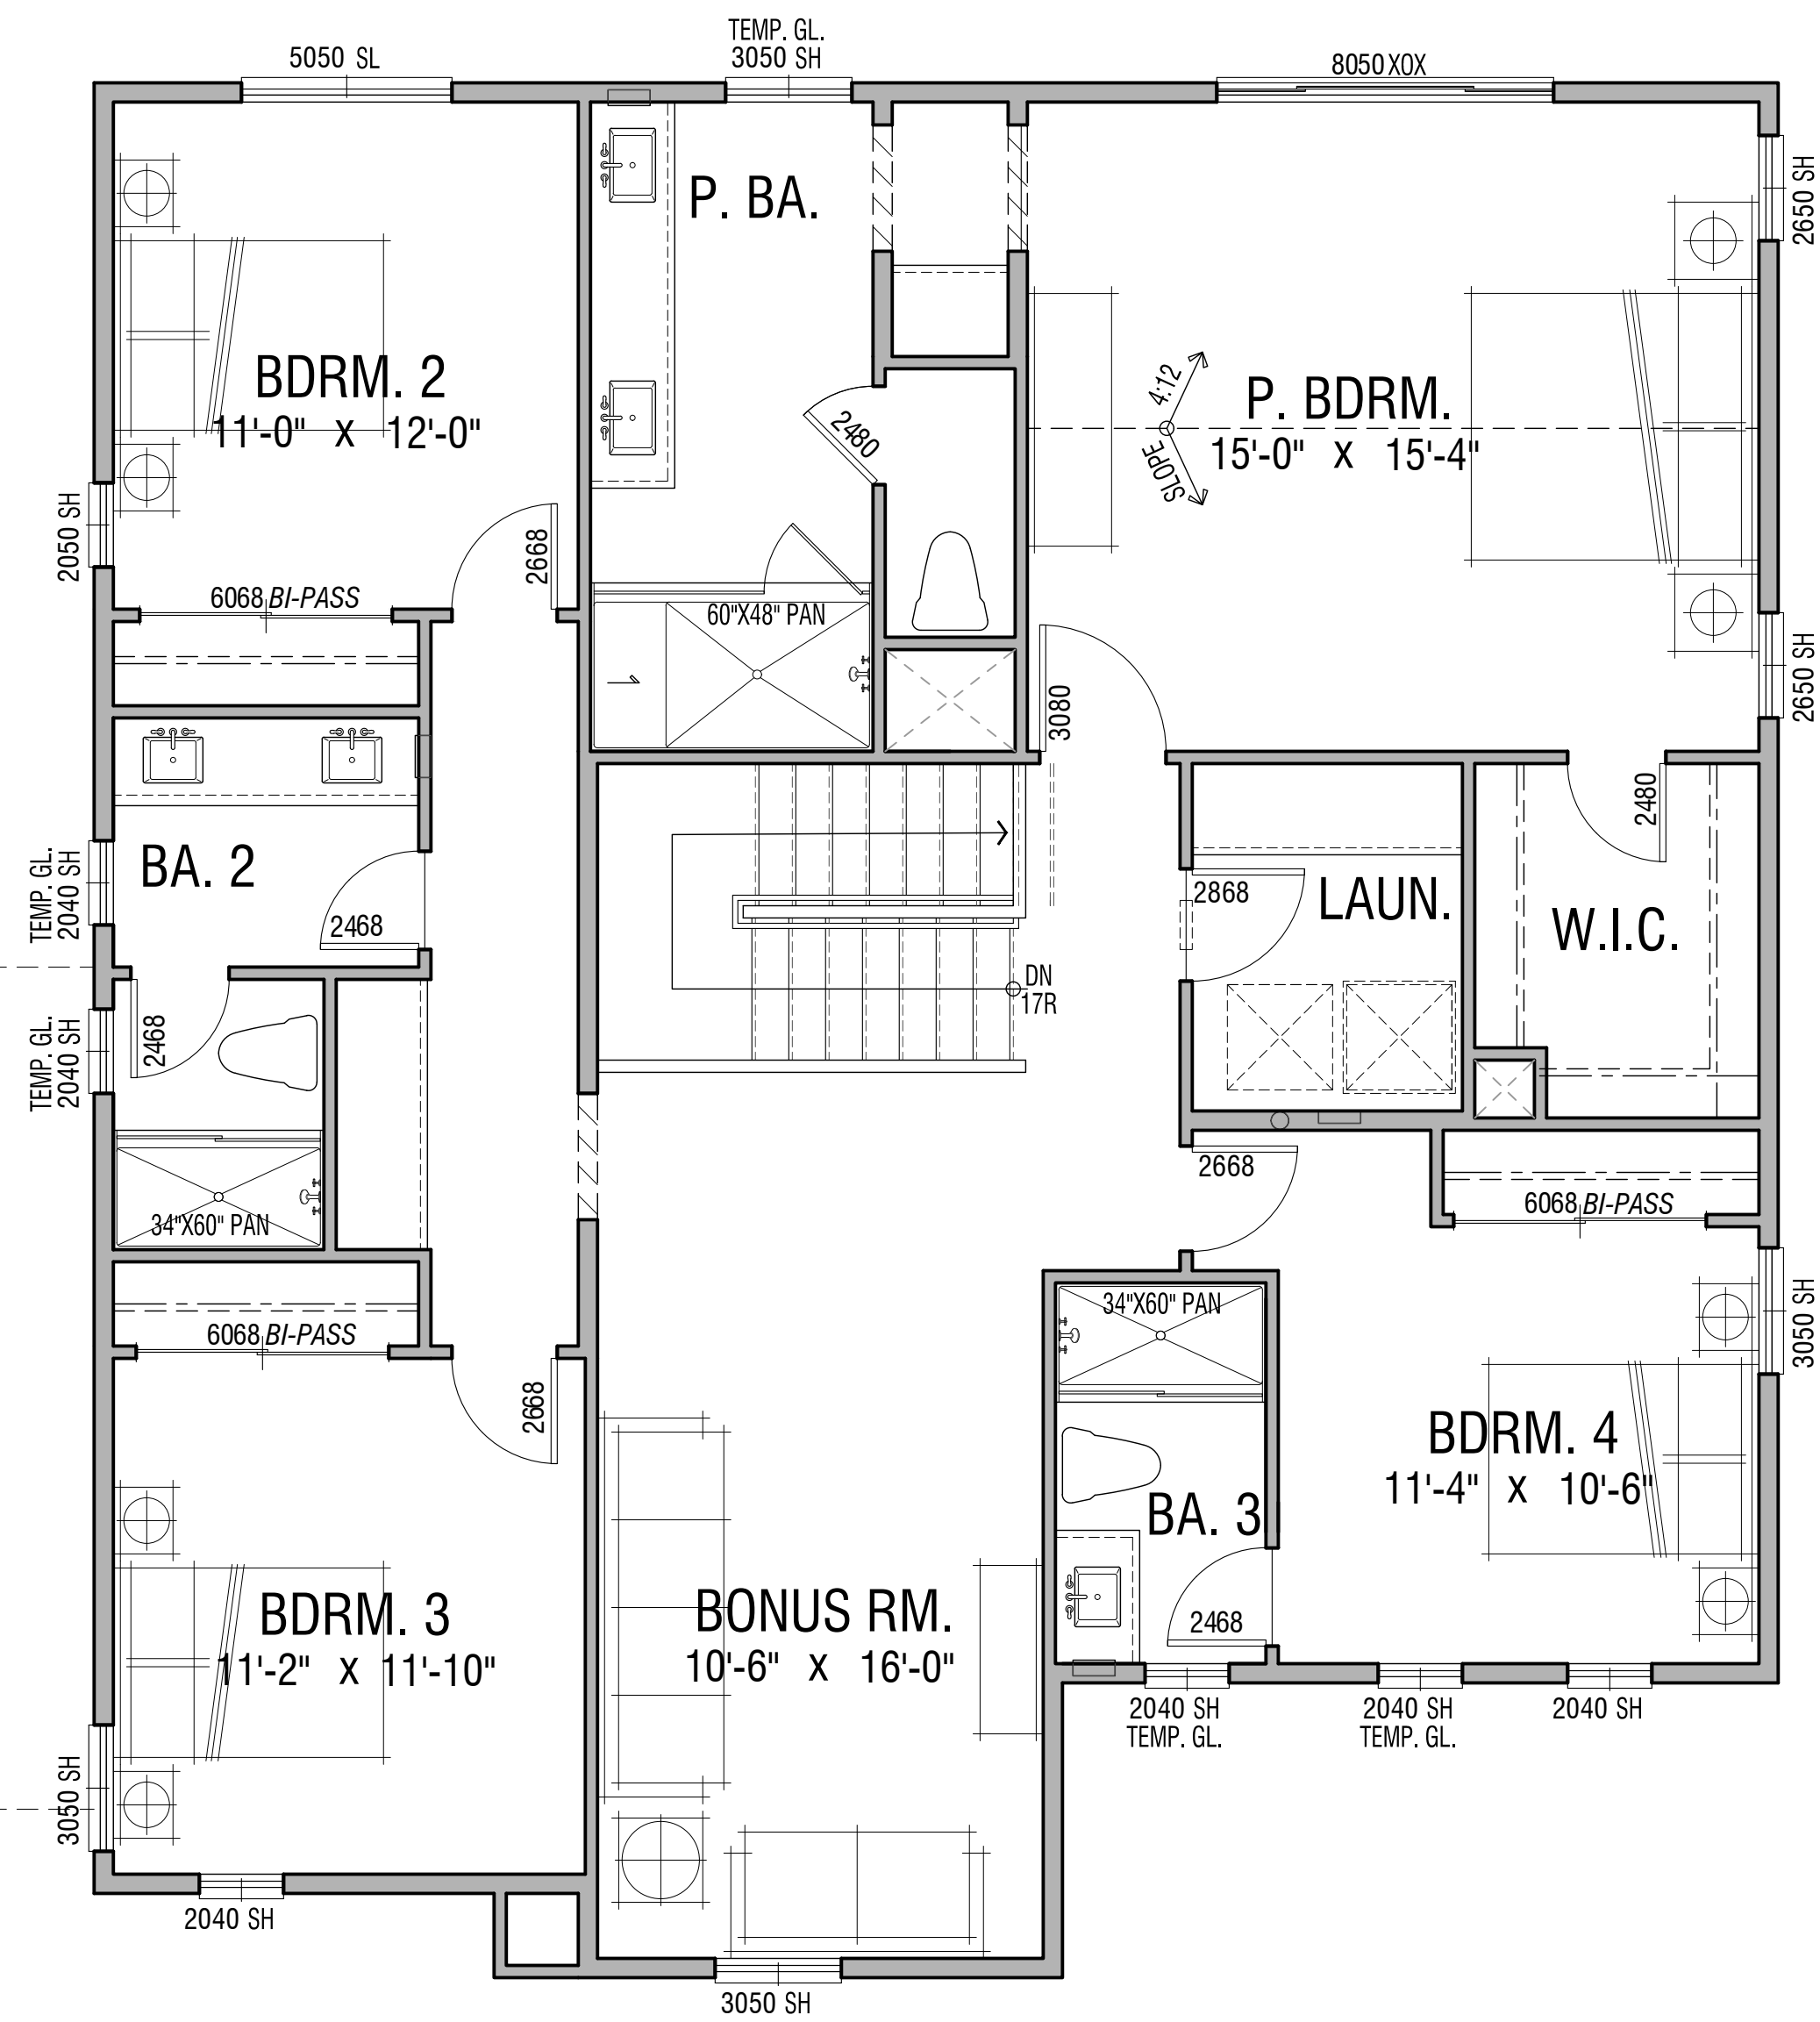 TEMP. GL.
5050 SL
3050 SH
8050 XOX
2650 SH
P. BA.
BDRM. 2
11'-0" X 12'-0"
4:12
SLOPE
P. BDRM.
15'-0" X 15'-4"
2480
2050 SH
2668
6068 BI-PASS
60"X48" PAN
2650 SH
3080
2480
BA. 2
TEMP. GL.
2040 SH
2468
2868
LAUN.
W.I.C.
DN
17R
TEMP. GL.
2040 SH
2468
34"X60" PAN
2668
6068 BI-PASS
6068 BI-PASS
34"X60" PAN
3050 SH
2668
BDRM. 4
11'-4" X 10'-6"
BA. 3
2468
BDRM. 3
11'-2" X 11'-10"
BONUS RM.
10'-6" X 16'-0"
2040 SH
TEMP. GL.
2040 SH
TEMP. GL.
2040 SH
3050 SH
2040 SH
3050 SH